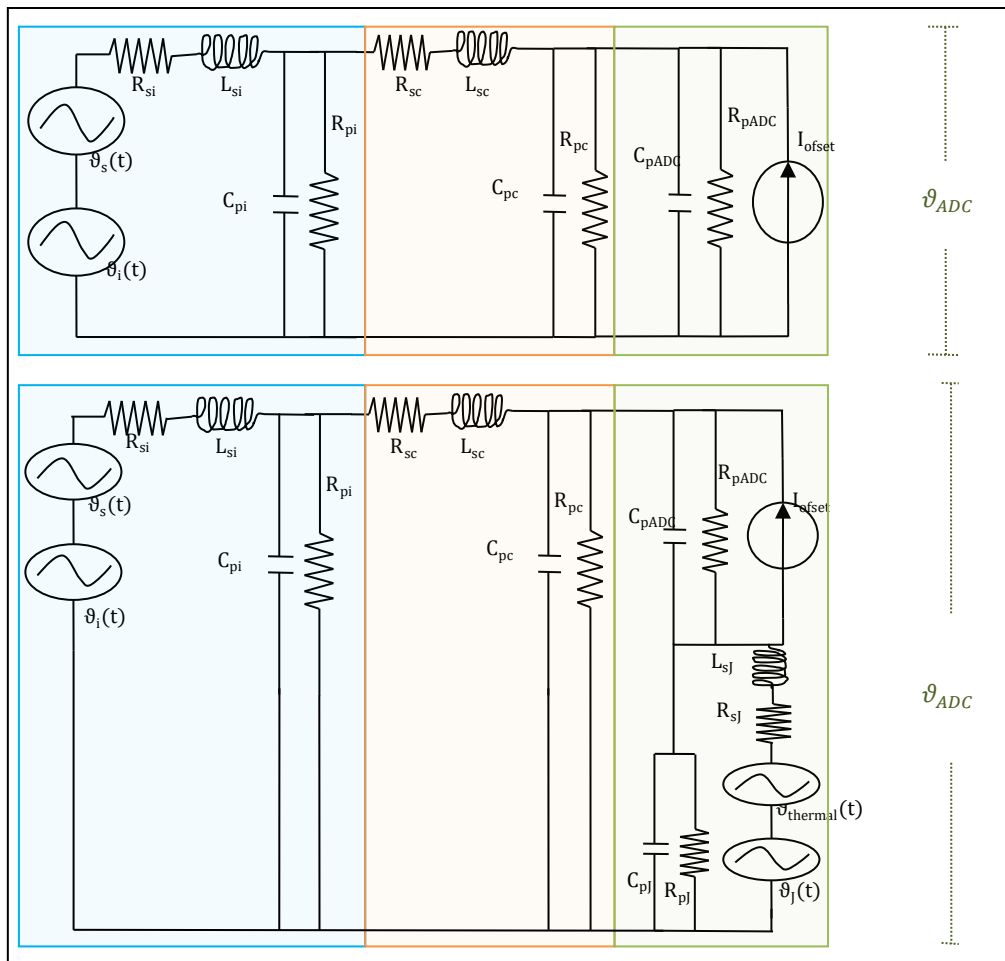 R_si
L_si
R_sc
L_sc
R_pi
R_pc
R_pADC
C_pADC
I_ofset
ϑ_s(t)
C_pi
C_pc
ϑ_ADC
ϑ_i(t)
R_si
L_si
R_sc
L_sc
R_pi
R_pc
R_pADC
ϑ_s(t)
C_pADC
I_ofset
C_pi
C_pc
ϑ_i(t)
L_sJ
ϑ_ADC
R_sJ
ϑ_thermal(t)
C_pJ
R_pJ
ϑ_J(t)